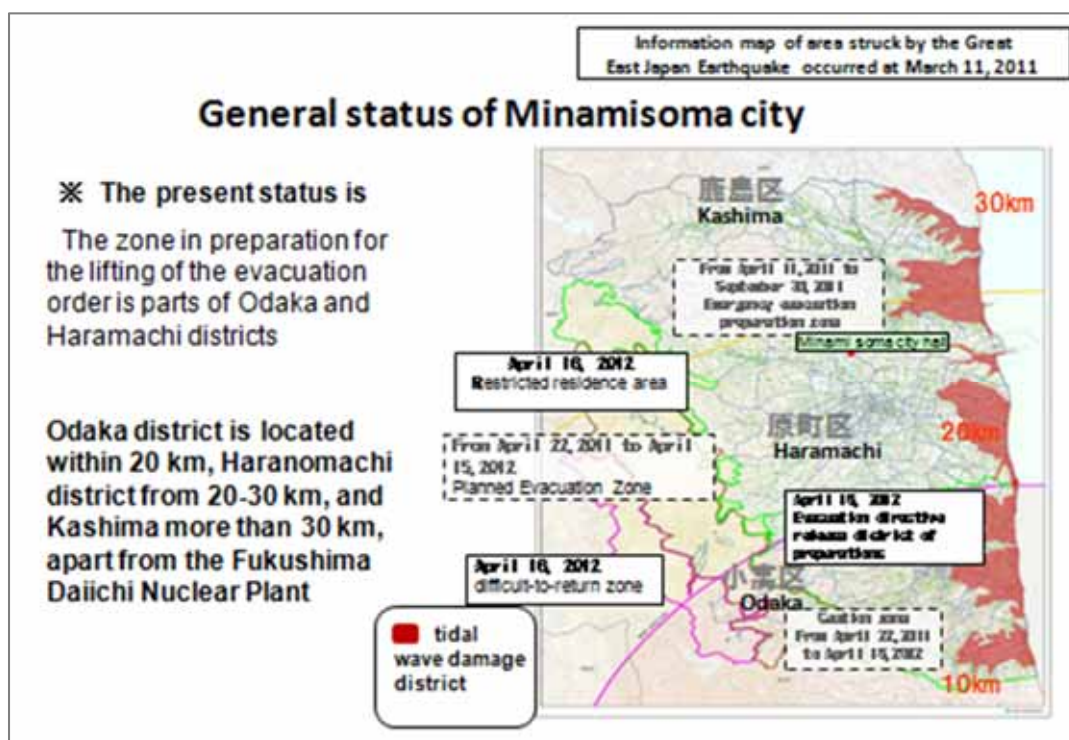 Information map of area struck by the Great
East Japan Earthquake occurred at March 11, 2011
General status of Minamisoma city
※ The present status is
The zone in preparation for
the lifting of the evacuation
order is parts of Odaka and
Haramachi districts
Odaka district is located
within 20 km, Haranomachi
district from 20-30 km, and
Kashima more than 30 km,
apart from the Fukushima
Daiichi Nuclear Plant
tidal
wave damage
district
鹿島区
Kashima
30km
From April 11, 2011 to
September 30, 2011
Emergency evacuation
preparation zone
Minami soma city hall
April 16, 2012
Restricted residence area
原町区
Haramachi
20km
From April 22, 2011 to April
15, 2012
Planned Evacuation Zone
April 16, 2012
Evacuation directive
release district of
preparations
April 16, 2012
difficult-to-return zone
小高区
Odaka
Caution zone
From April 22, 2011
to April 15, 2012
10km